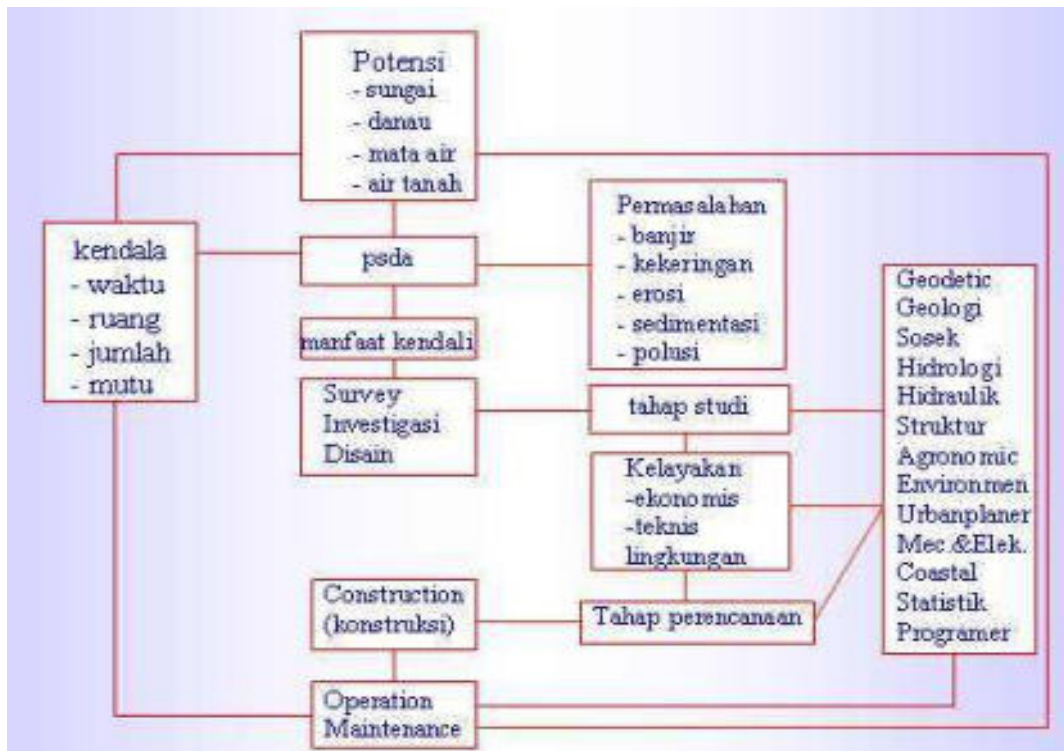 Potensi
- sungai
- danau
- mata air
- air tanah
kendala
- waktu
- ruang
- jumlah
- mutu
psda
Permasalahan
- banjir
- kekeringan
- erosi
- sedimentasi
- polusi
manfaat kendali
Survey
Investigasi
Disain
tahap studi
Kelayakan
-ekonomis
-teknis
lingkungan
Geodetic
Geologi
Sosek
Hidrologi
Hidraulik
Struktur
Agronomic
Environmen
Urbanplaner
Mec.&Elek.
Coastal
Statistik
Programer
Construction
(konstruksi)
Tahap perencanaan
Operation
Maintenance